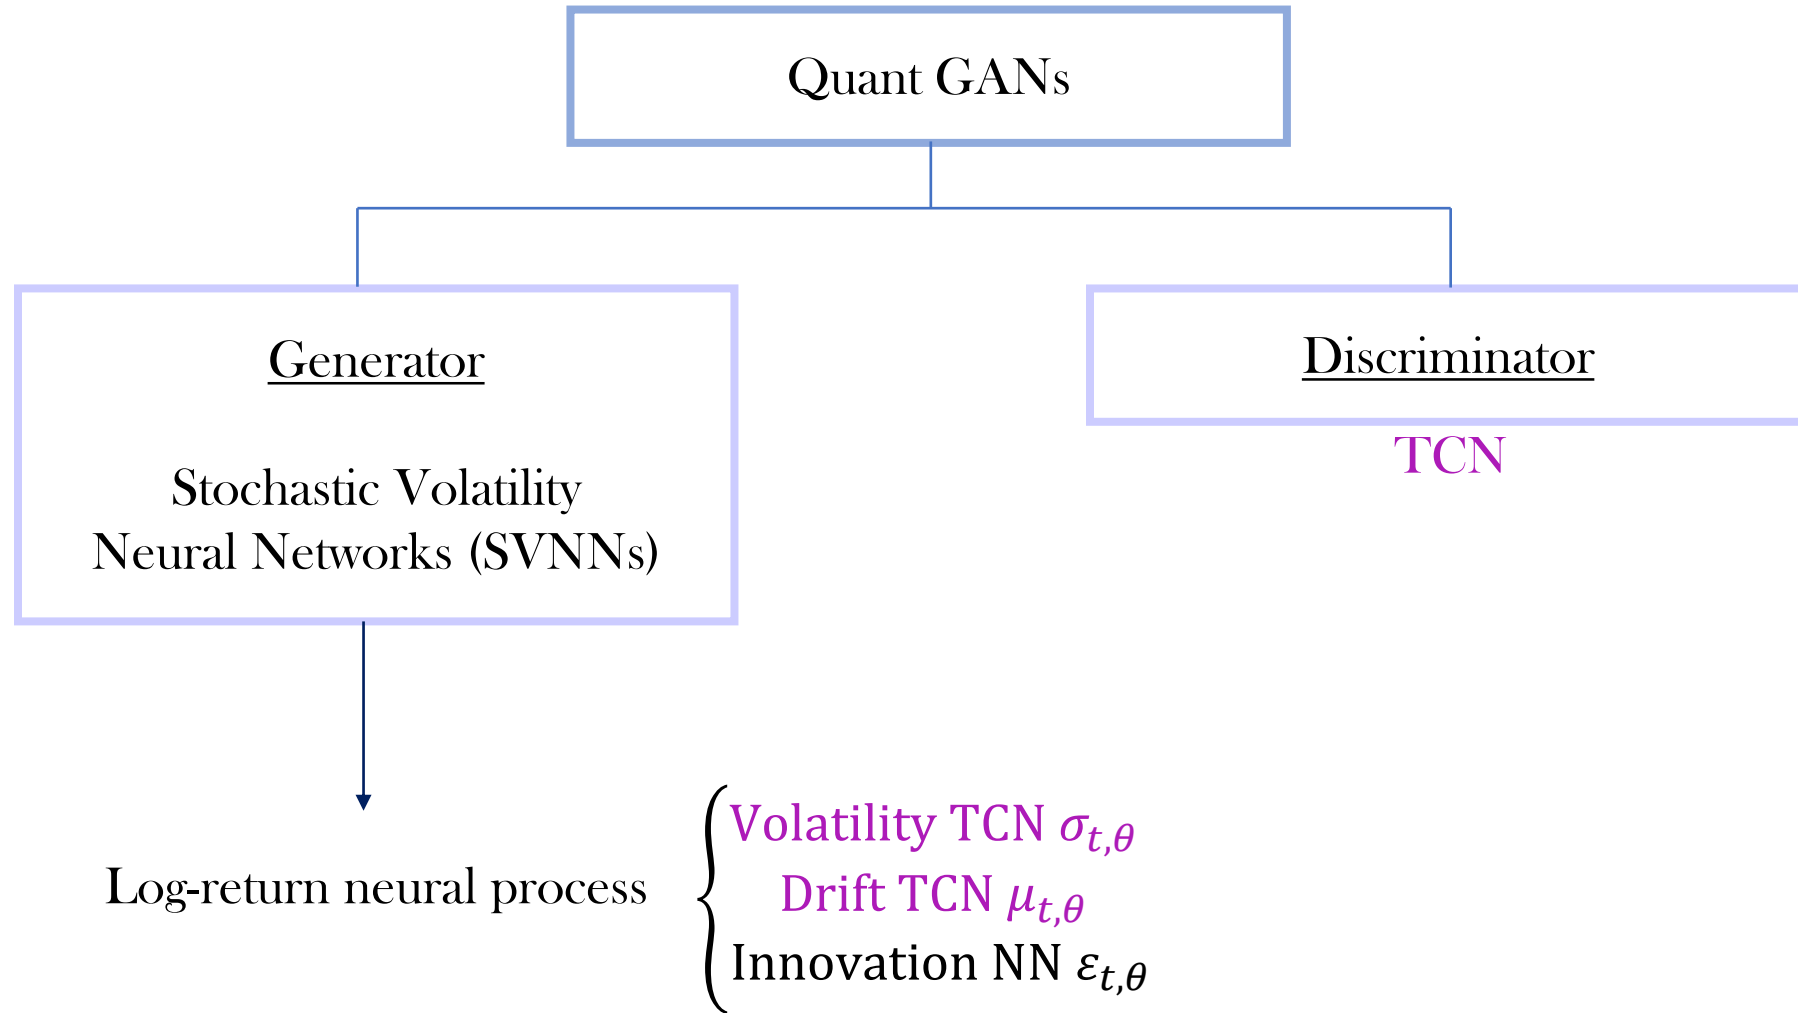 Quant GANs
Generator
Stochastic Volatility
Neural Networks (SVNNs)
Discriminator
TCN
Log-return neural process
Volatility TCN σ_{t,θ}
Drift TCN μ_{t,θ}
Innovation NN ε_{t,θ}